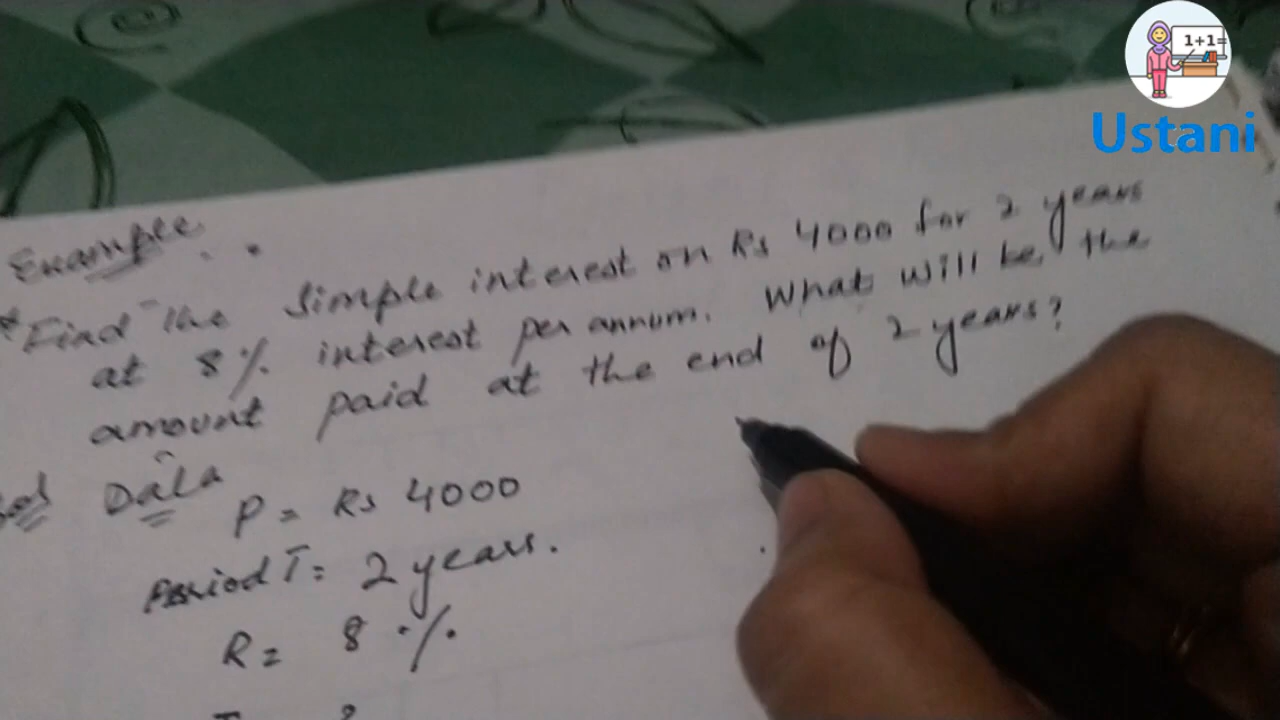 1+1=
Ustani
Example
Find the Simple interest on Rs 4000 for 2 years
at 8% interest per annum. What will be the
amount paid at the end of 2 years?
Sol Data
P = Rs 4000
Period T = 2 years.
R = 8 %